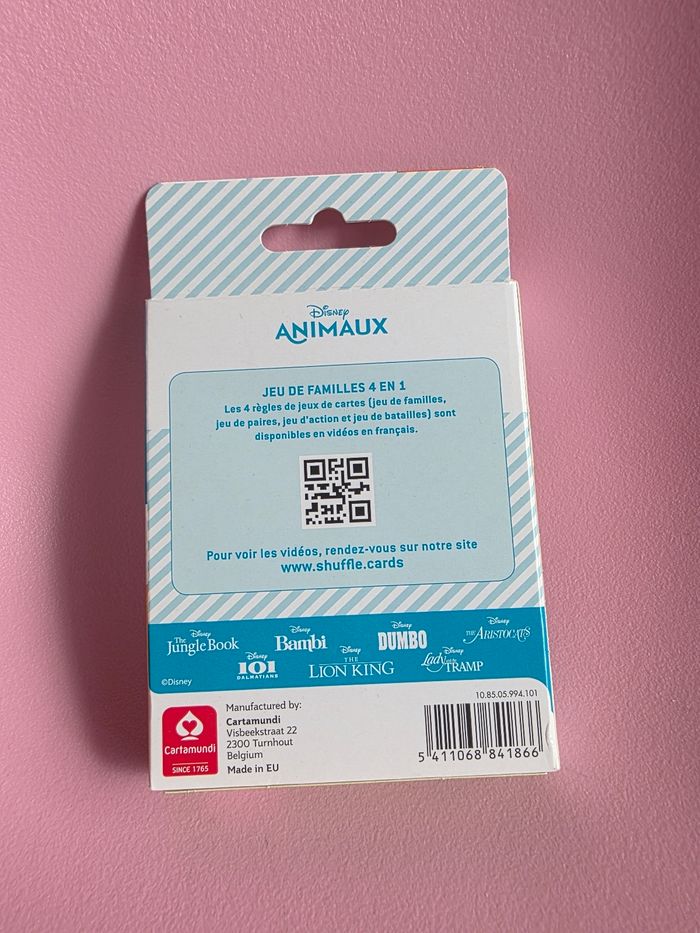 Disney
ANIMAUX
JEU DE FAMILLES 4 EN 1
Les 4 règles de jeux de cartes (jeu de familles,
jeu de paires, jeu d'action et jeu de batailles) sont
disponibles en vidéos en français.
Pour voir les vidéos, rendez-vous sur notre site
www.shuffle.cards
Disney
The Jungle Book
Disney
Bambi
Disney
DUMBO
Disney
THE ARISTOCATS
Disney
101
DALMATIANS
Disney
THE
LION KING
Disney
Lady and the TRAMP
©Disney
10.85.05.994.101
Manufactured by:
Cartamundi
Visbeekstraat 22
2300 Turnhout
Belgium
Made in EU
Cartamundi
SINCE 1765
5 411068 841866